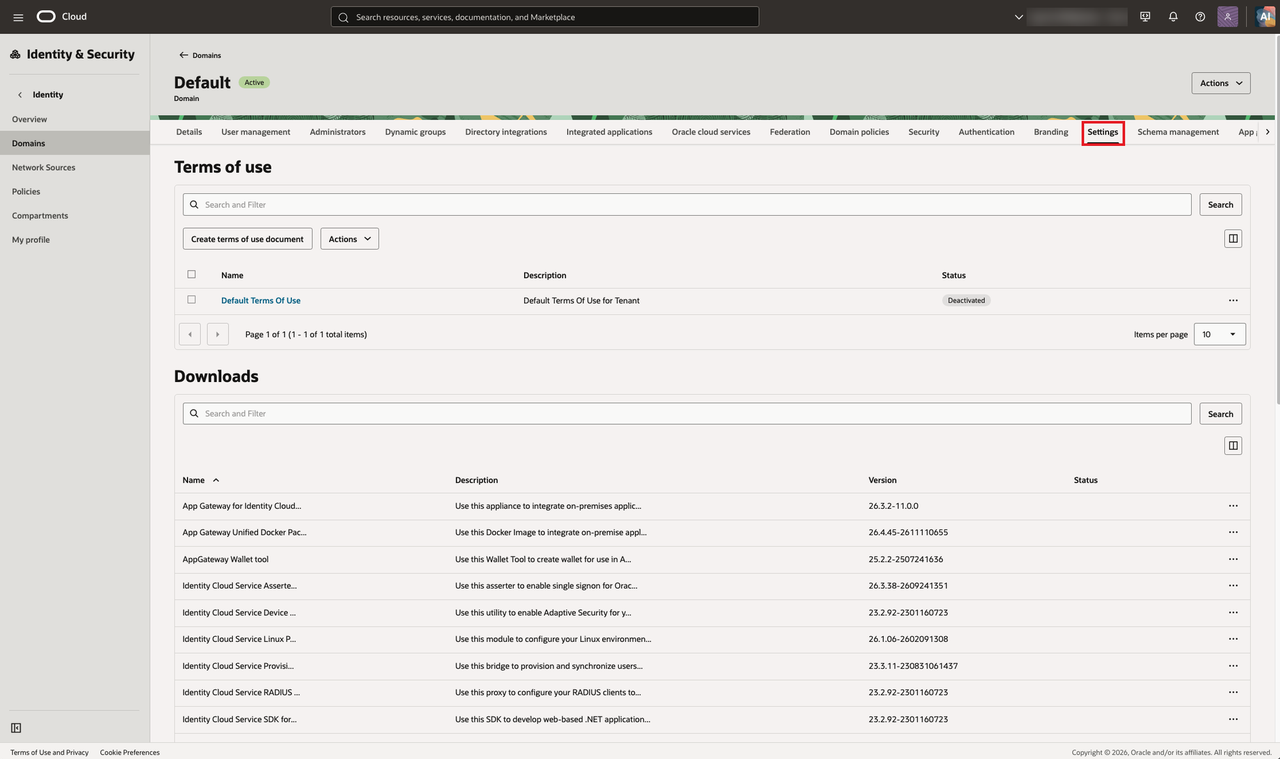 Cloud
Search resources, services, documentation, and Marketplace
AI
Identity & Security
Identity
Overview
Domains
Network Sources
Policies
Compartments
My profile
Domains
Default Active
Domain
Actions
Details User management Administrators Dynamic groups Directory integrations Integrated applications Oracle cloud services Federation Domain policies Security Authentication Branding Settings Schema management App
Terms of use
Search and Filter Search
Create terms of use document Actions
Name Description Status
Default Terms Of Use Default Terms Of Use for Tenant Deactivated
Page 1 of 1 (1 - 1 of 1 total items) Items per page 10
Downloads
Search and Filter Search
Name Description Version Status
App Gateway for Identity Cloud... Use this appliance to integrate on-premises applic... 26.3.2-11.0.0
App Gateway Unified Docker Pac... Use this Docker Image to integrate on-premise appl... 26.4.45-2611110655
AppGateway Wallet tool Use this Wallet Tool to create wallet for use in A... 25.2.2-2507241636
Identity Cloud Service Asserte... Use this asserter to enable single signon for Orac... 26.3.38-2609241351
Identity Cloud Service Device ... Use this utility to enable Adaptive Security for y... 23.2.92-2301160723
Identity Cloud Service Linux P... Use this module to configure your Linux environmen... 26.1.06-2602091308
Identity Cloud Service Provisi... Use this bridge to provision and synchronize users... 23.3.11-230831061437
Identity Cloud Service RADIUS ... Use this proxy to configure your RADIUS clients to... 23.2.92-2301160723
Identity Cloud Service SDK for... Use this SDK to develop web-based .NET application... 23.2.92-2301160723
Terms of Use and Privacy Cookie Preferences Copyright © 2026, Oracle and/or its affiliates. All rights reserved.